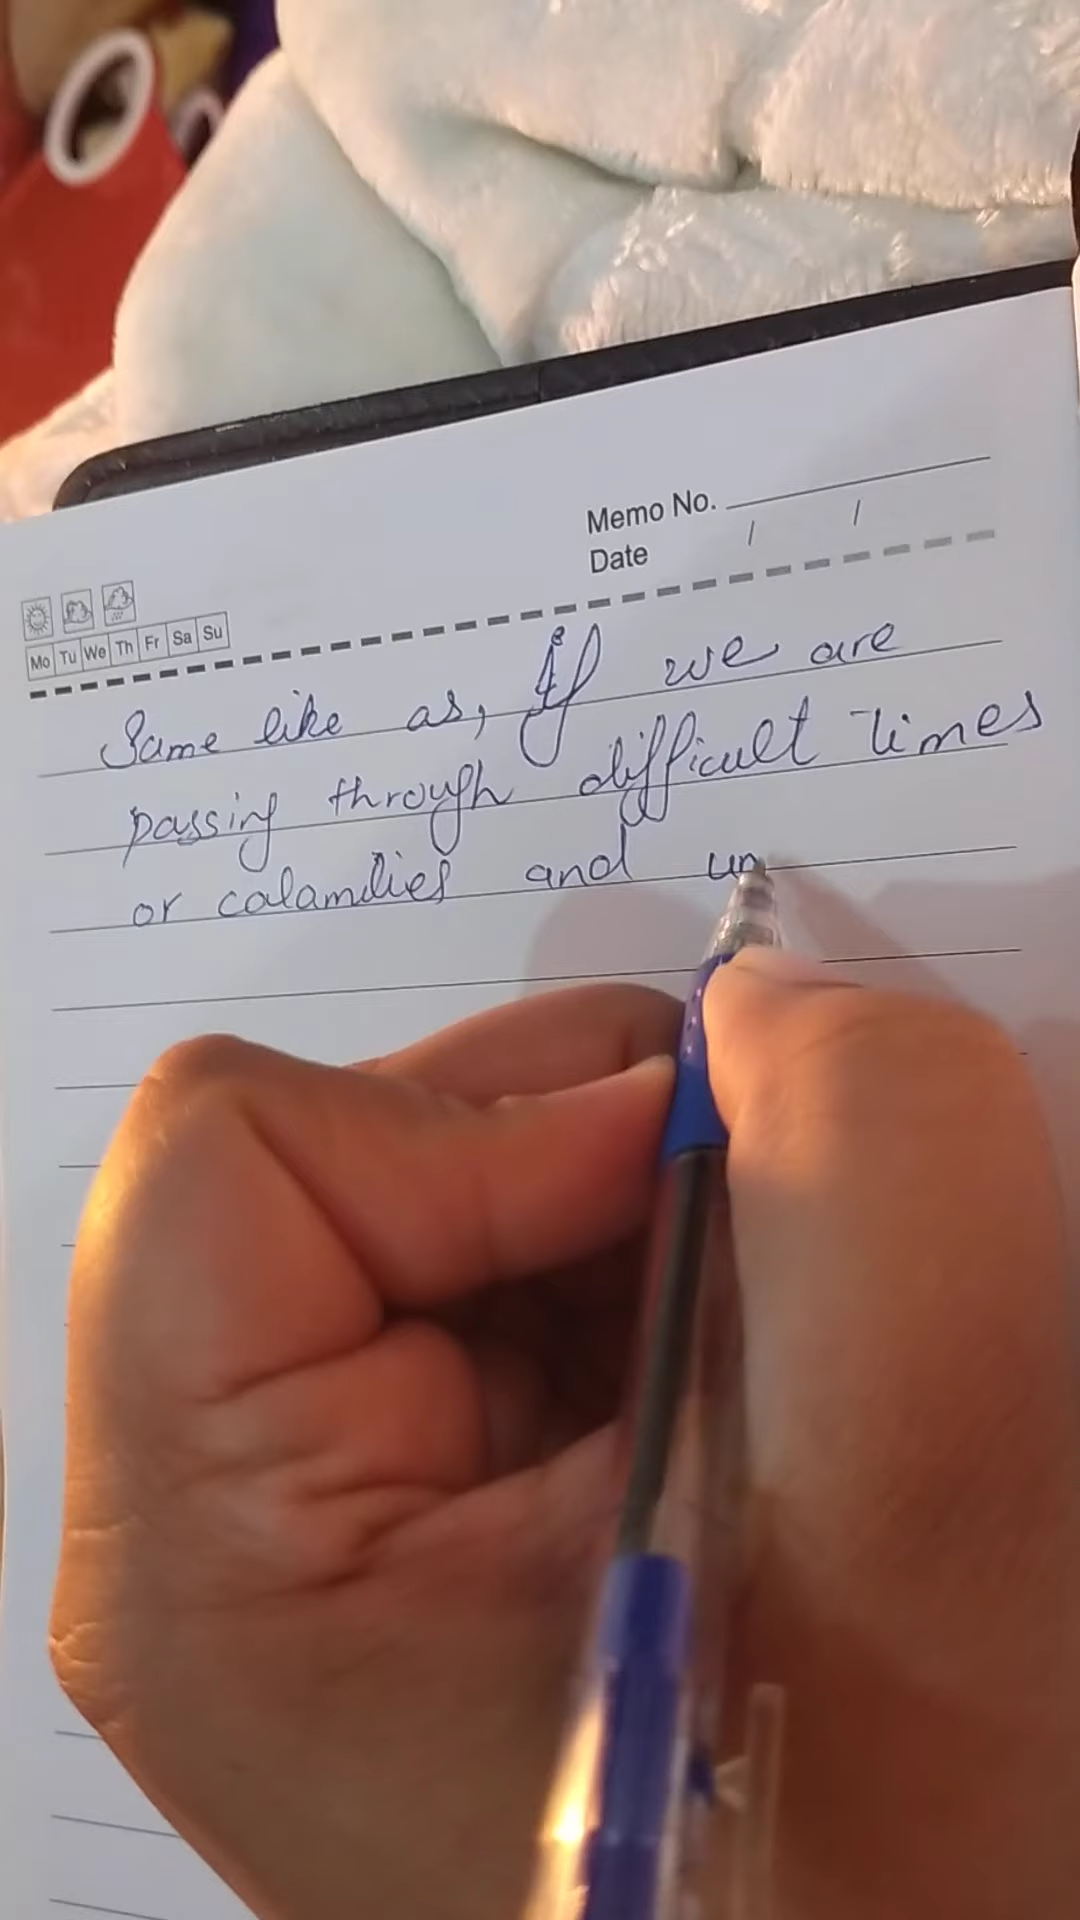 Memo No.
Date / /
Mo Tu We Th Fr Sa Su
Same like as, If we are
passing through difficult times
or calamities and un